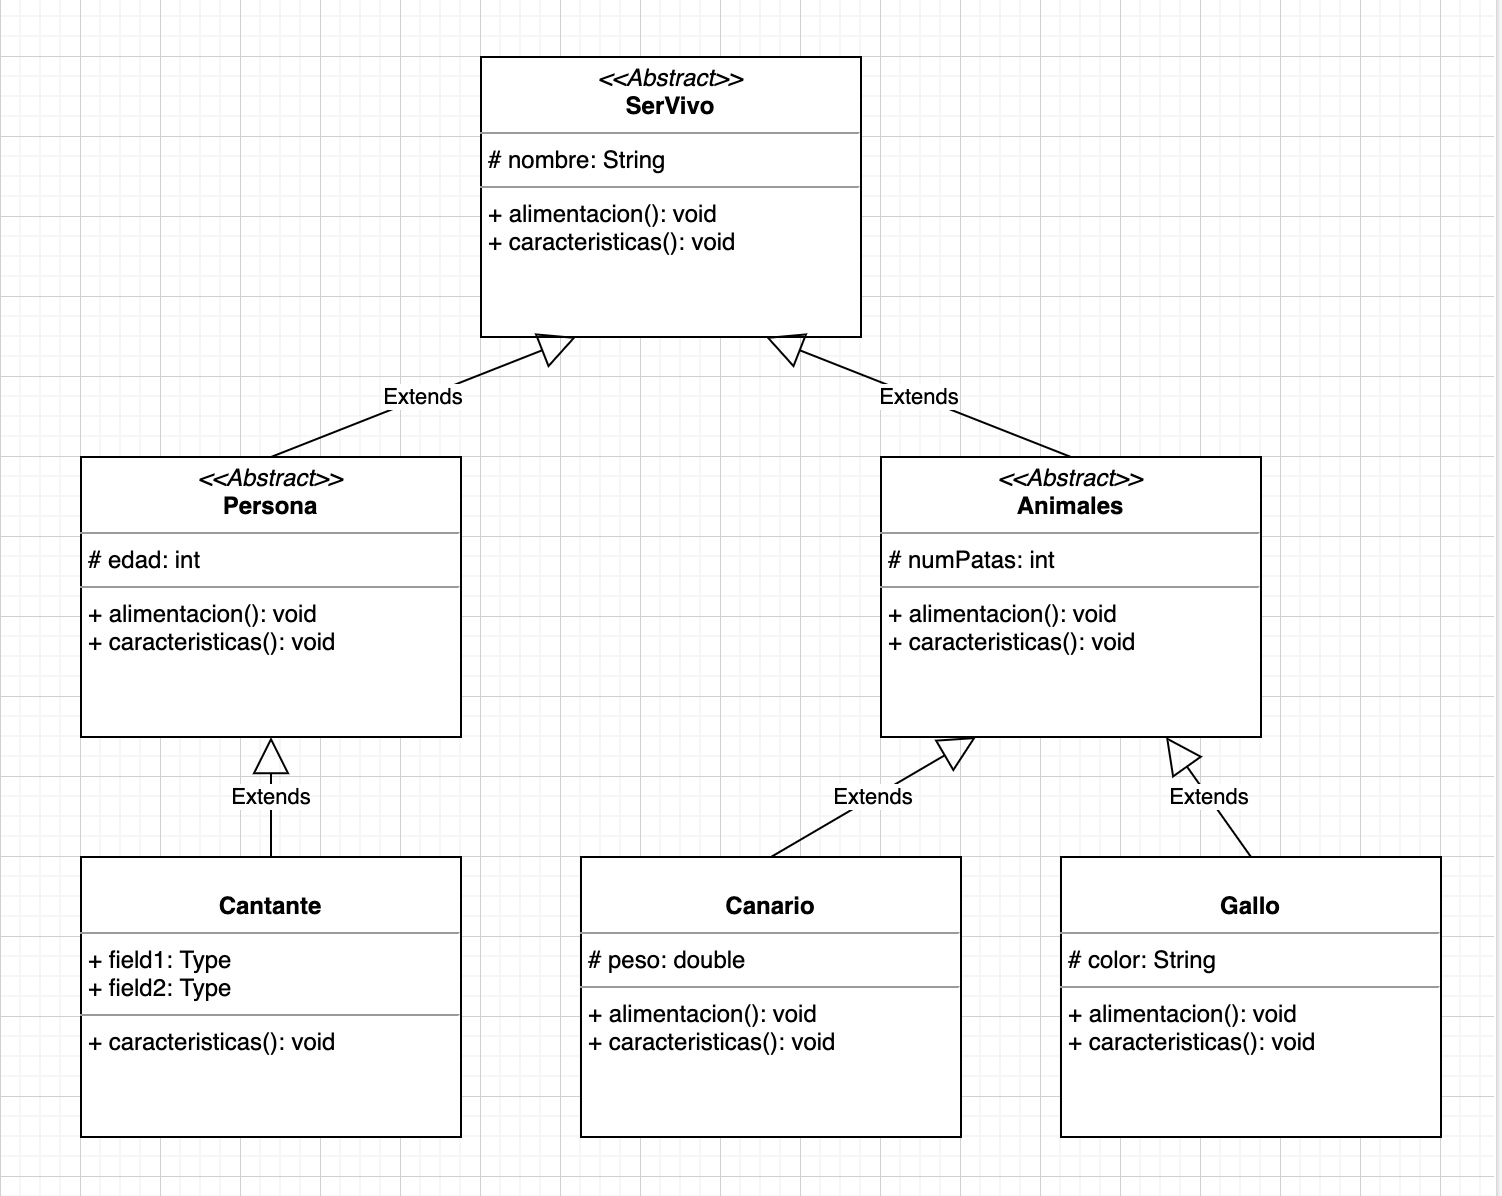 <<Abstract>>
SerVivo
# nombre: String
+ alimentacion(): void
+ caracteristicas(): void
Extends
Extends
<<Abstract>>
Persona
# edad: int
+ alimentacion(): void
+ caracteristicas(): void
<<Abstract>>
Animales
# numPatas: int
+ alimentacion(): void
+ caracteristicas(): void
Extends
Extends
Extends
Cantante
+ field1: Type
+ field2: Type
+ caracteristicas(): void
Canario
# peso: double
+ alimentacion(): void
+ caracteristicas(): void
Gallo
# color: String
+ alimentacion(): void
+ caracteristicas(): void